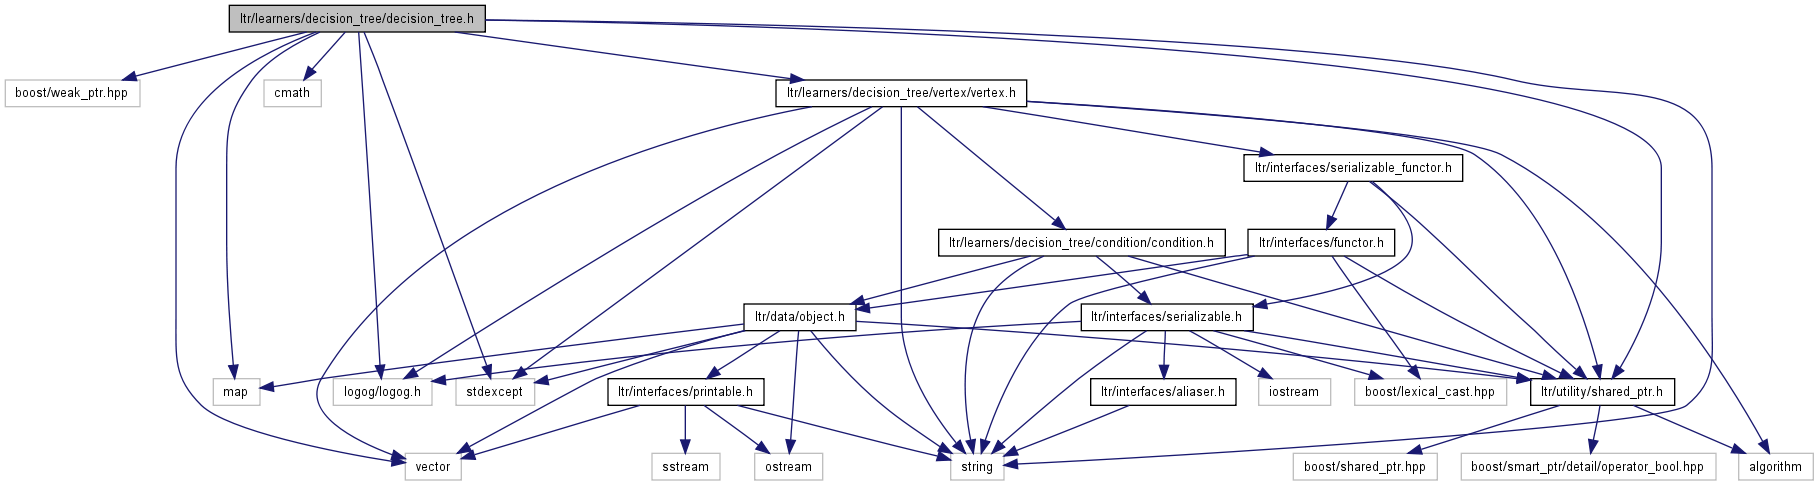 ltr/learners/decision_tree/decision_tree.h
boost/weak_ptr.hpp
cmath
ltr/learners/decision_tree/vertex/vertex.h
ltr/interfaces/serializable_functor.h
ltr/learners/decision_tree/condition/condition.h
ltr/interfaces/functor.h
ltr/data/object.h
ltr/interfaces/serializable.h
map
logog/logog.h
stdexcept
ltr/interfaces/printable.h
ltr/interfaces/aliaser.h
iostream
boost/lexical_cast.hpp
ltr/utility/shared_ptr.h
vector
sstream
ostream
string
boost/shared_ptr.hpp
boost/smart_ptr/detail/operator_bool.hpp
algorithm